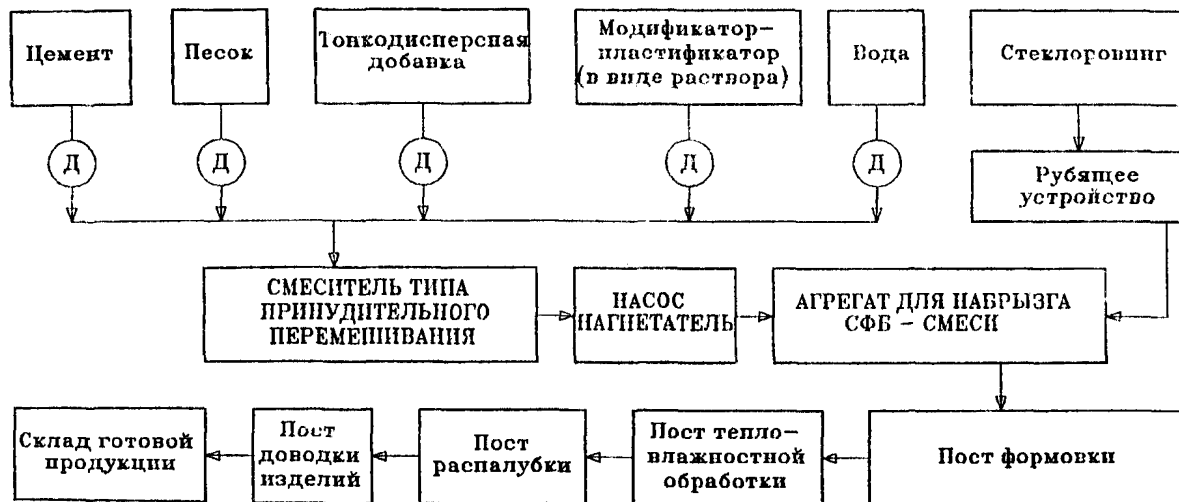 Цемент
Песок
Тонкодисперсная
добавка
Модификатор-
пластификатор
(в виде раствора)
Вода
Стеклоровинг
Д
Д
Д
Д
Д
Рубящее
устройство
СМЕСИТЕЛЬ ТИПА
ПРИНУДИТЕЛЬНОГО
ПЕРЕМЕШИВАНИЯ
НАСОС
НАГНЕТАТЕЛЬ
АГРЕГАТ ДЛЯ НАБРЫЗГА
СФБ - СМЕСИ
Склад готовой
продукции
Пост
доводки
изделий
Пост
распалубки
Пост тепло-
влажностной
обработки
Пост формовки